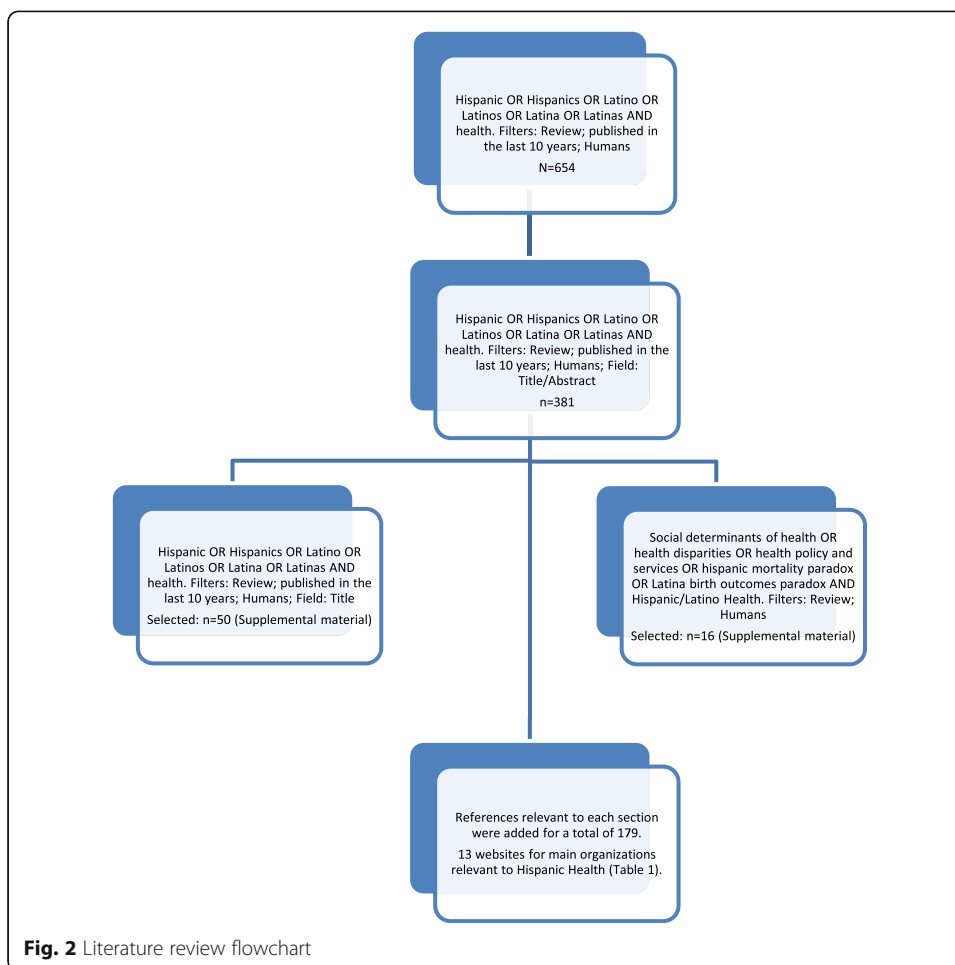 Hispanic OR Hispanics OR Latino OR
Latinos OR Latina OR Latinas AND
health. Filters: Review; published in
the last 10 years; Humans
N=654
Hispanic OR Hispanics OR Latino OR
Latinos OR Latina OR Latinas AND
health. Filters: Review; published in the
last 10 years; Humans; Field:
Title/Abstract
n=381
Hispanic OR Hispanics OR Latino OR
Latinos OR Latina OR Latinas AND
health. Filters: Review; published in the
last 10 years; Humans; Field: Title
Selected: n=50 (Supplemental material)
Social determinants of health OR
health disparities OR health policy and
services OR hispanic mortality paradox
OR Latina birth outcomes paradox AND
Hispanic/Latino Health. Filters: Review;
Humans
Selected: n=16 (Supplemental material)
References relevant to each section
were added for a total of 179.
13 websites for main organizations
relevant to Hispanic Health (Table 1).
Fig. 2 Literature review flowchart